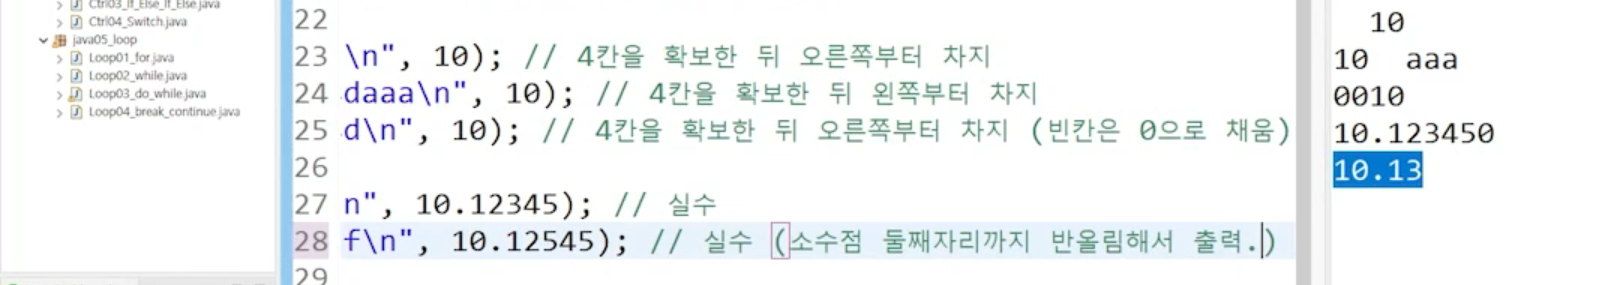 Ctrl03_If_Else_If_Else.java
Ctrl04_Switch.java
java05_loop
Loop01_for.java
Loop02_while.java
Loop03_do_while.java
Loop04_break_continue.java
22
23 \n", 10); // 4칸을 확보한 뒤 오른쪽부터 차지
24 daaa\n", 10); // 4칸을 확보한 뒤 왼쪽부터 차지
25 d\n", 10); // 4칸을 확보한 뒤 오른쪽부터 차지 (빈칸은 0으로 채움)
26
27 n", 10.12345); // 실수
28 f\n", 10.12545); // 실수 (소수점 둘째자리까지 반올림해서 출력.)
29
10
10  aaa
0010
10.123450
10.13